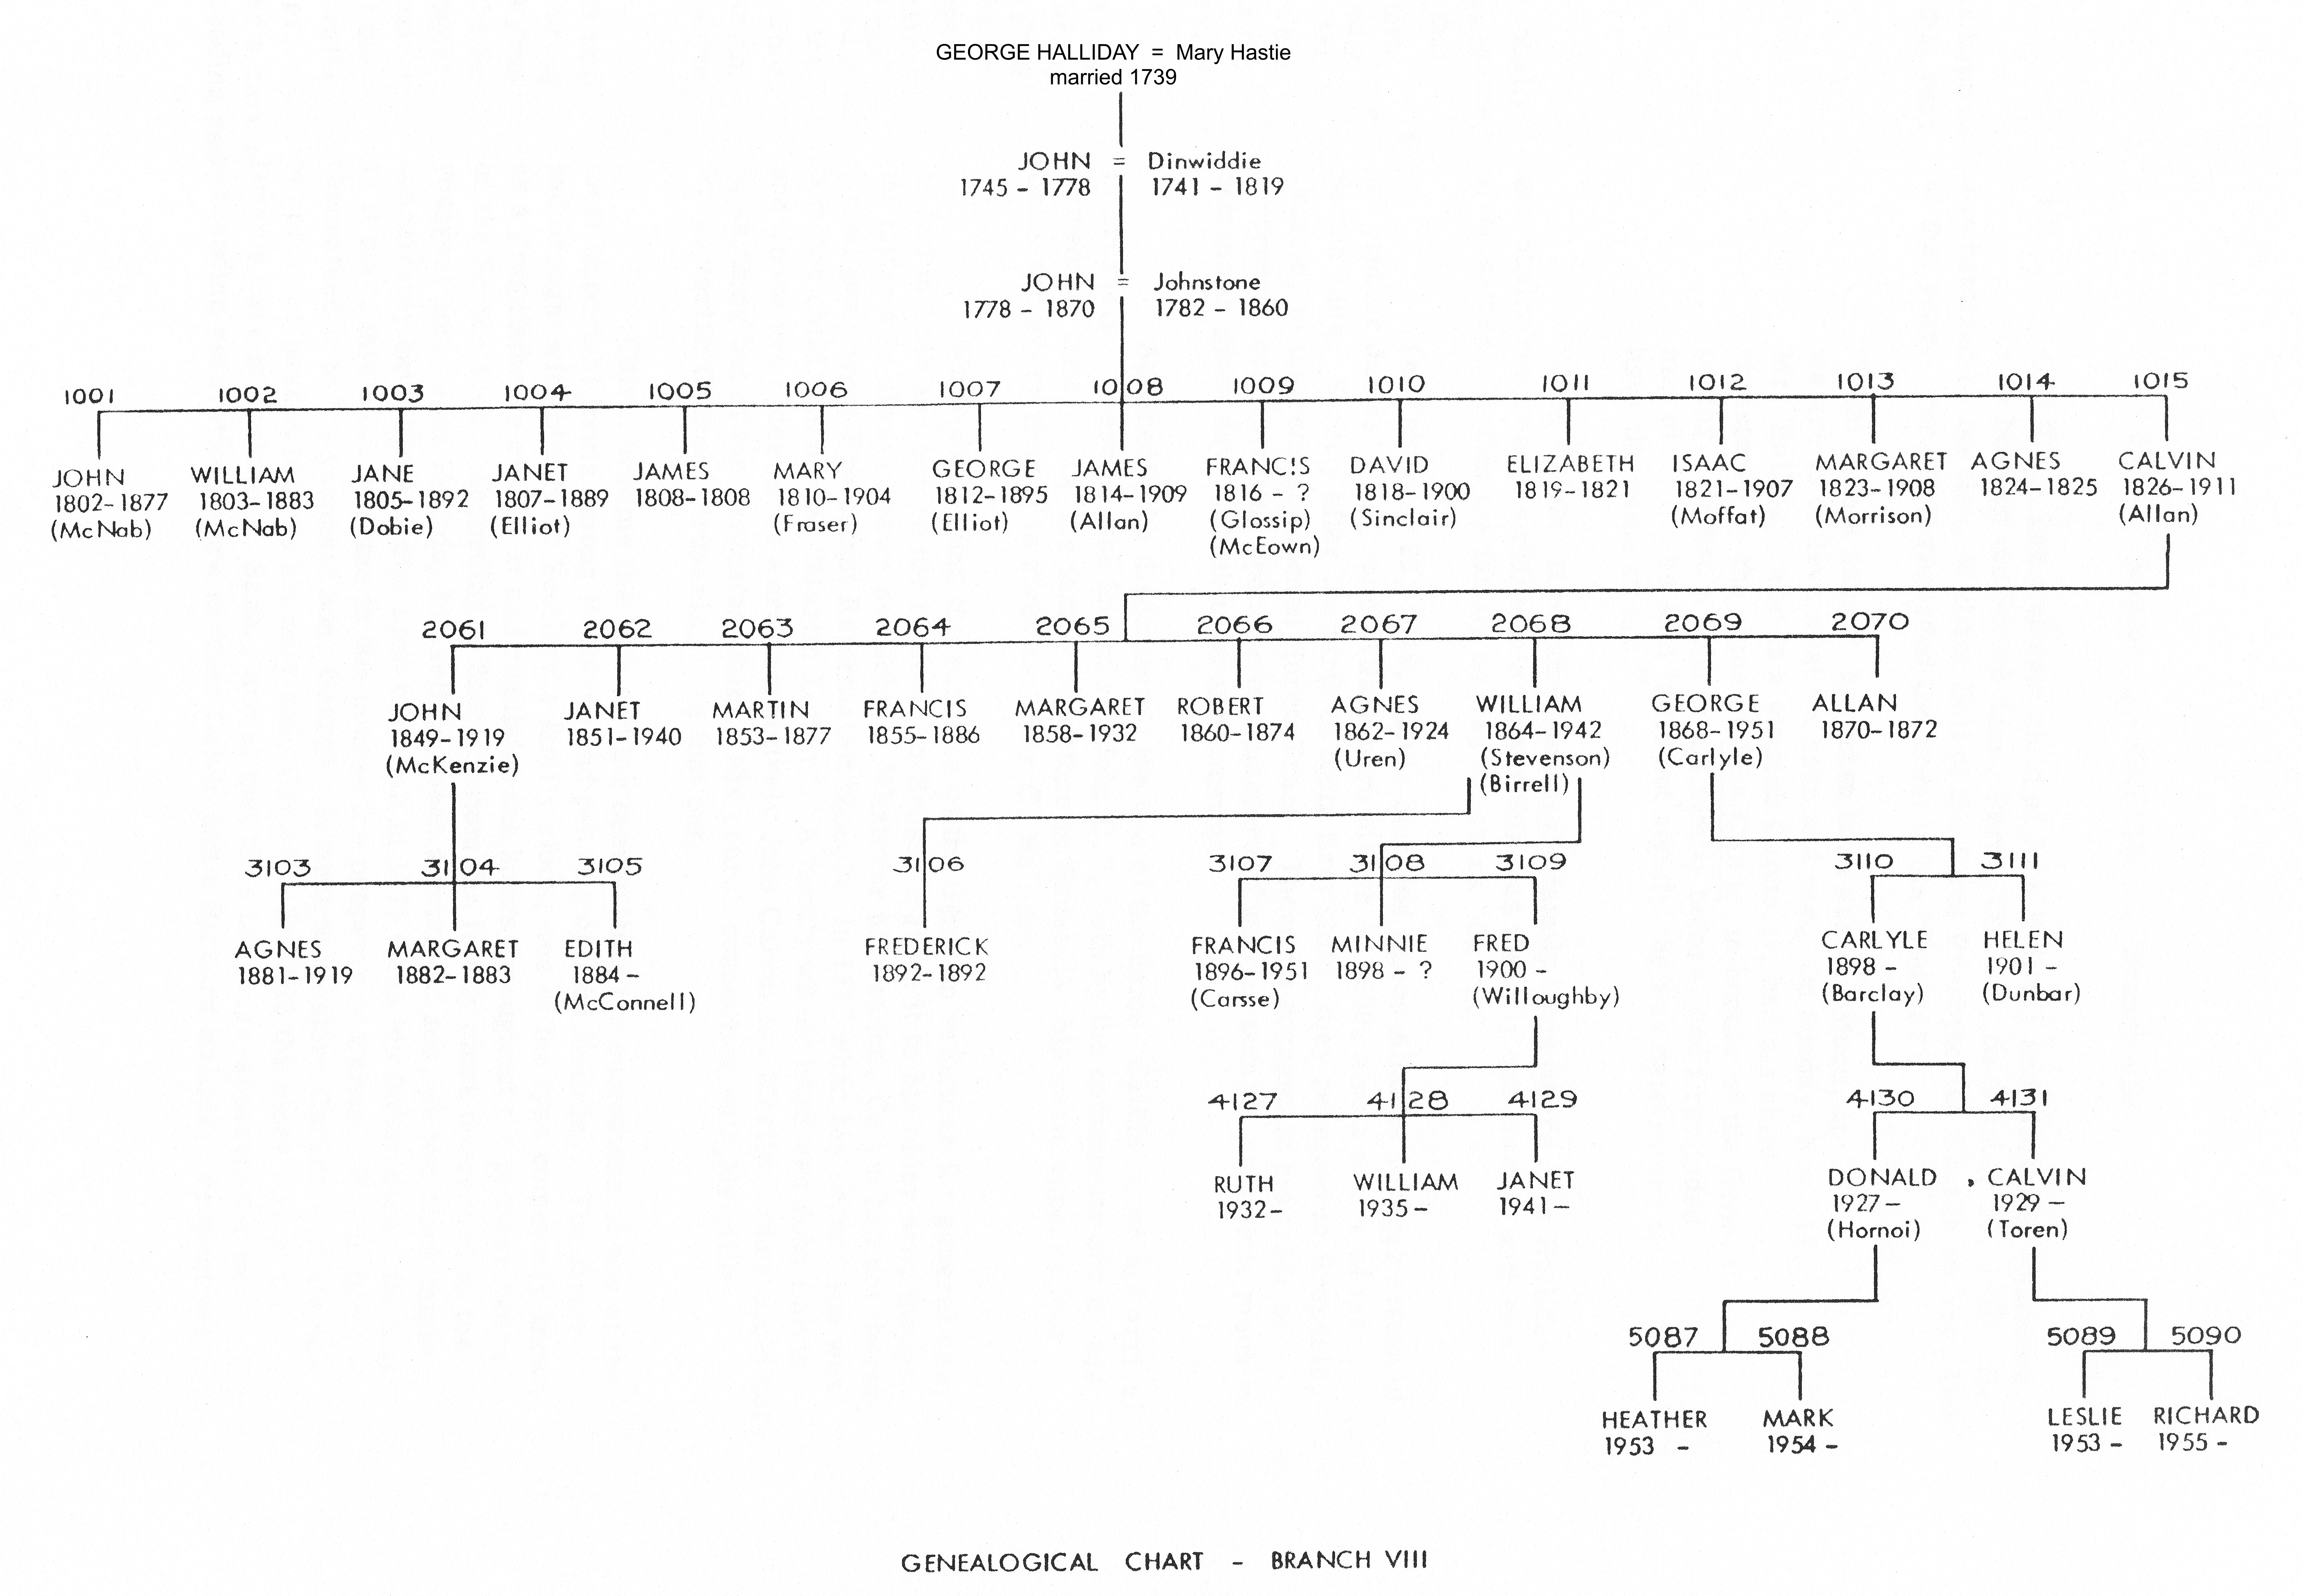 GEORGE HALLIDAY = Mary Hastie
married 1739
JOHN = Dinwiddie
1745 - 1778 1741 - 1819
JOHN = Johnstone
1778 - 1870 1782 - 1860
1001 1002 1003 1004 1005 1006 1007 1008 1009 1010 1011 1012 1013 1014 1015
JOHN WILLIAM JANE JANET JAMES MARY GEORGE JAMES FRANCIS DAVID ELIZABETH ISAAC MARGARET AGNES CALVIN
1802-1877 1803-1883 1805-1892 1807-1889 1808-1808 1810-1904 1812-1895 1814-1909 1816 - ? 1818-1900 1819-1821 1821-1907 1823-1908 1824-1825 1826-1911
(McNab) (McNab) (Dobie) (Elliot) (Fraser) (Elliot) (Allan) (Glossip) (Sinclair) (Moffat) (Morrison) (Allan)
(McEown)
2061 2062 2063 2064 2065 2066 2067 2068 2069 2070
JOHN JANET MARTIN FRANCIS MARGARET ROBERT AGNES WILLIAM GEORGE ALLAN
1849-1919 1851-1940 1853-1877 1855-1886 1858-1932 1860-1874 1862-1924 1864-1942 1868-1951 1870-1872
(McKenzie) (Uren) (Stevenson) (Carlyle)
(Birrell)
3103 3104 3105 3106 3107 3108 3109 3110 3111
AGNES MARGARET EDITH FREDERICK FRANCIS MINNIE FRED CARLYLE HELEN
1881-1919 1882-1883 1884 - 1892-1892 1896-1951 1898 - ? 1900 - 1898 - 1901 -
(McConnell) (Carsse) (Willoughby) (Barclay) (Dunbar)
4127 4128 4129 4130 4131
RUTH WILLIAM JANET DONALD CALVIN
1932- 1935- 1941- 1927- 1929-
(Hornoi) (Toren)
5087 5088 5089 5090
HEATHER MARK LESLIE RICHARD
1953 - 1954 - 1953 - 1955 -
GENEALOGICAL CHART - BRANCH VIII